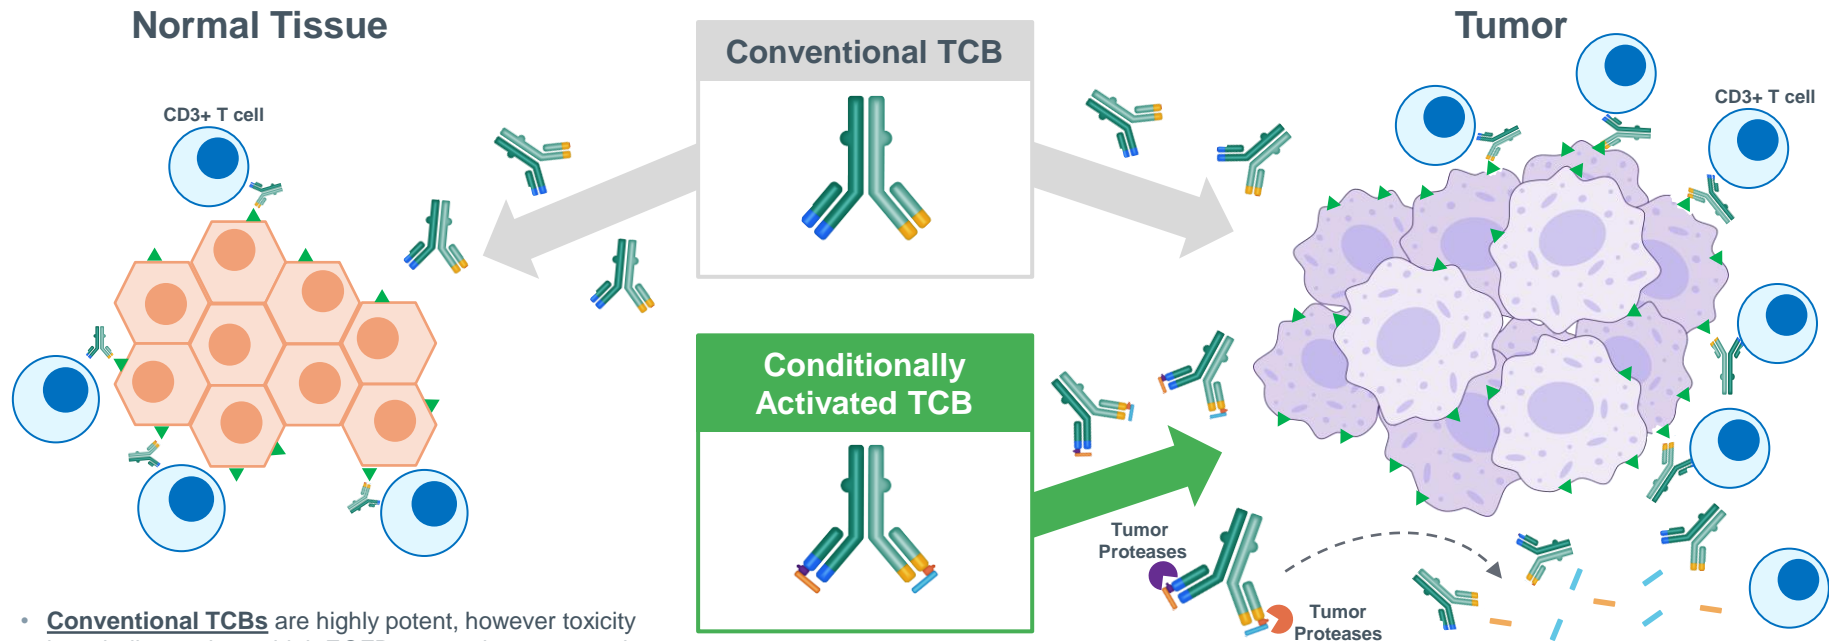 Normal Tissue
Conventional TCB
Tumor
CD3+ T cell
CD3+ T cell
Conditionally
Activated TCB
Tumor
Proteases
Tumor
Proteases
• Conventional TCBs are highly potent, however toxicity